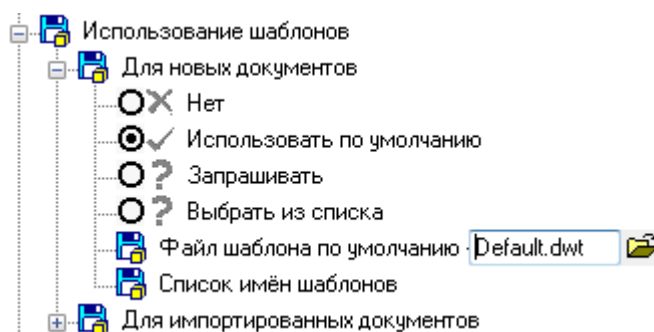 Использование шаблонов
Для новых документов
Нет
Использовать по умолчанию
Запрашивать
Выбрать из списка
Файл шаблона по умолчанию - Default.dwt
Список имён шаблонов
Для импортированных документов